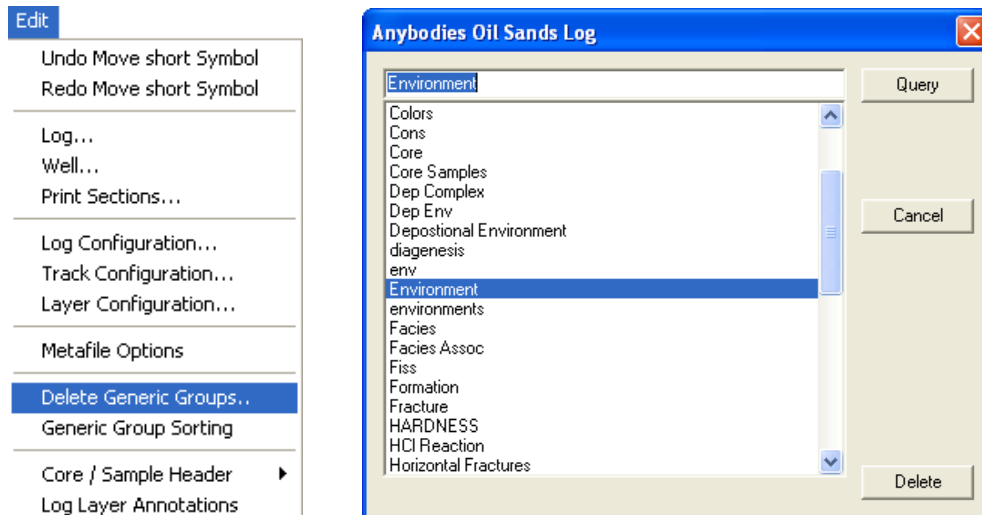 Edit
Undo Move short Symbol
Redo Move short Symbol
Log...
Well...
Print Sections...
Log Configuration...
Track Configuration...
Layer Configuration...
Metafile Options
Delete Generic Groups..
Generic Group Sorting
Core / Sample Header
Log Layer Annotations
Anybodies Oil Sands Log
Environment
Query
Colors
Cons
Core
Core Samples
Dep Complex
Dep Env
Cancel
Depostional Environment
diagenesis
env
Environment
environments
Facies
Facies Assoc
Fiss
Formation
Fracture
HARDNESS
HCl Reaction
Horizontal Fractures
Delete